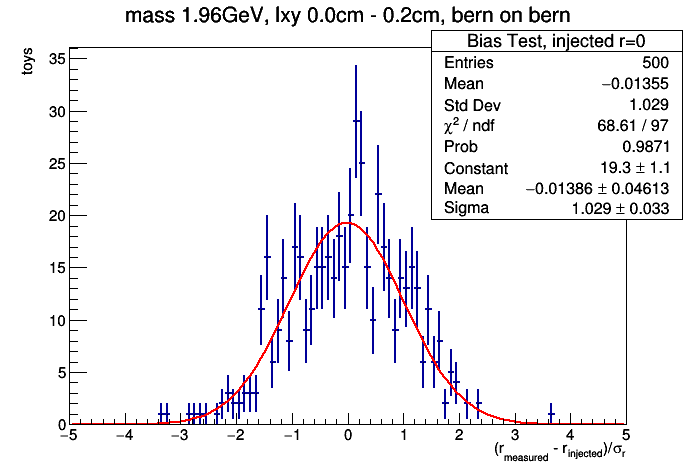 mass 1.96GeV, lxy 0.0cm - 0.2cm, bern on bern
toys
Bias Test, injected r=0
Entries 500
Mean −0.01355
Std Dev 1.029
χ² / ndf 68.61 / 97
Prob 0.9871
Constant 19.3 ± 1.1
Mean −0.01386 ± 0.04613
Sigma 1.029 ± 0.033
35
30
25
20
15
10
5
0
−5 −4 −3 −2 −1 0 1 2 3 4 5
(r_measured - r_injected)/σ_r